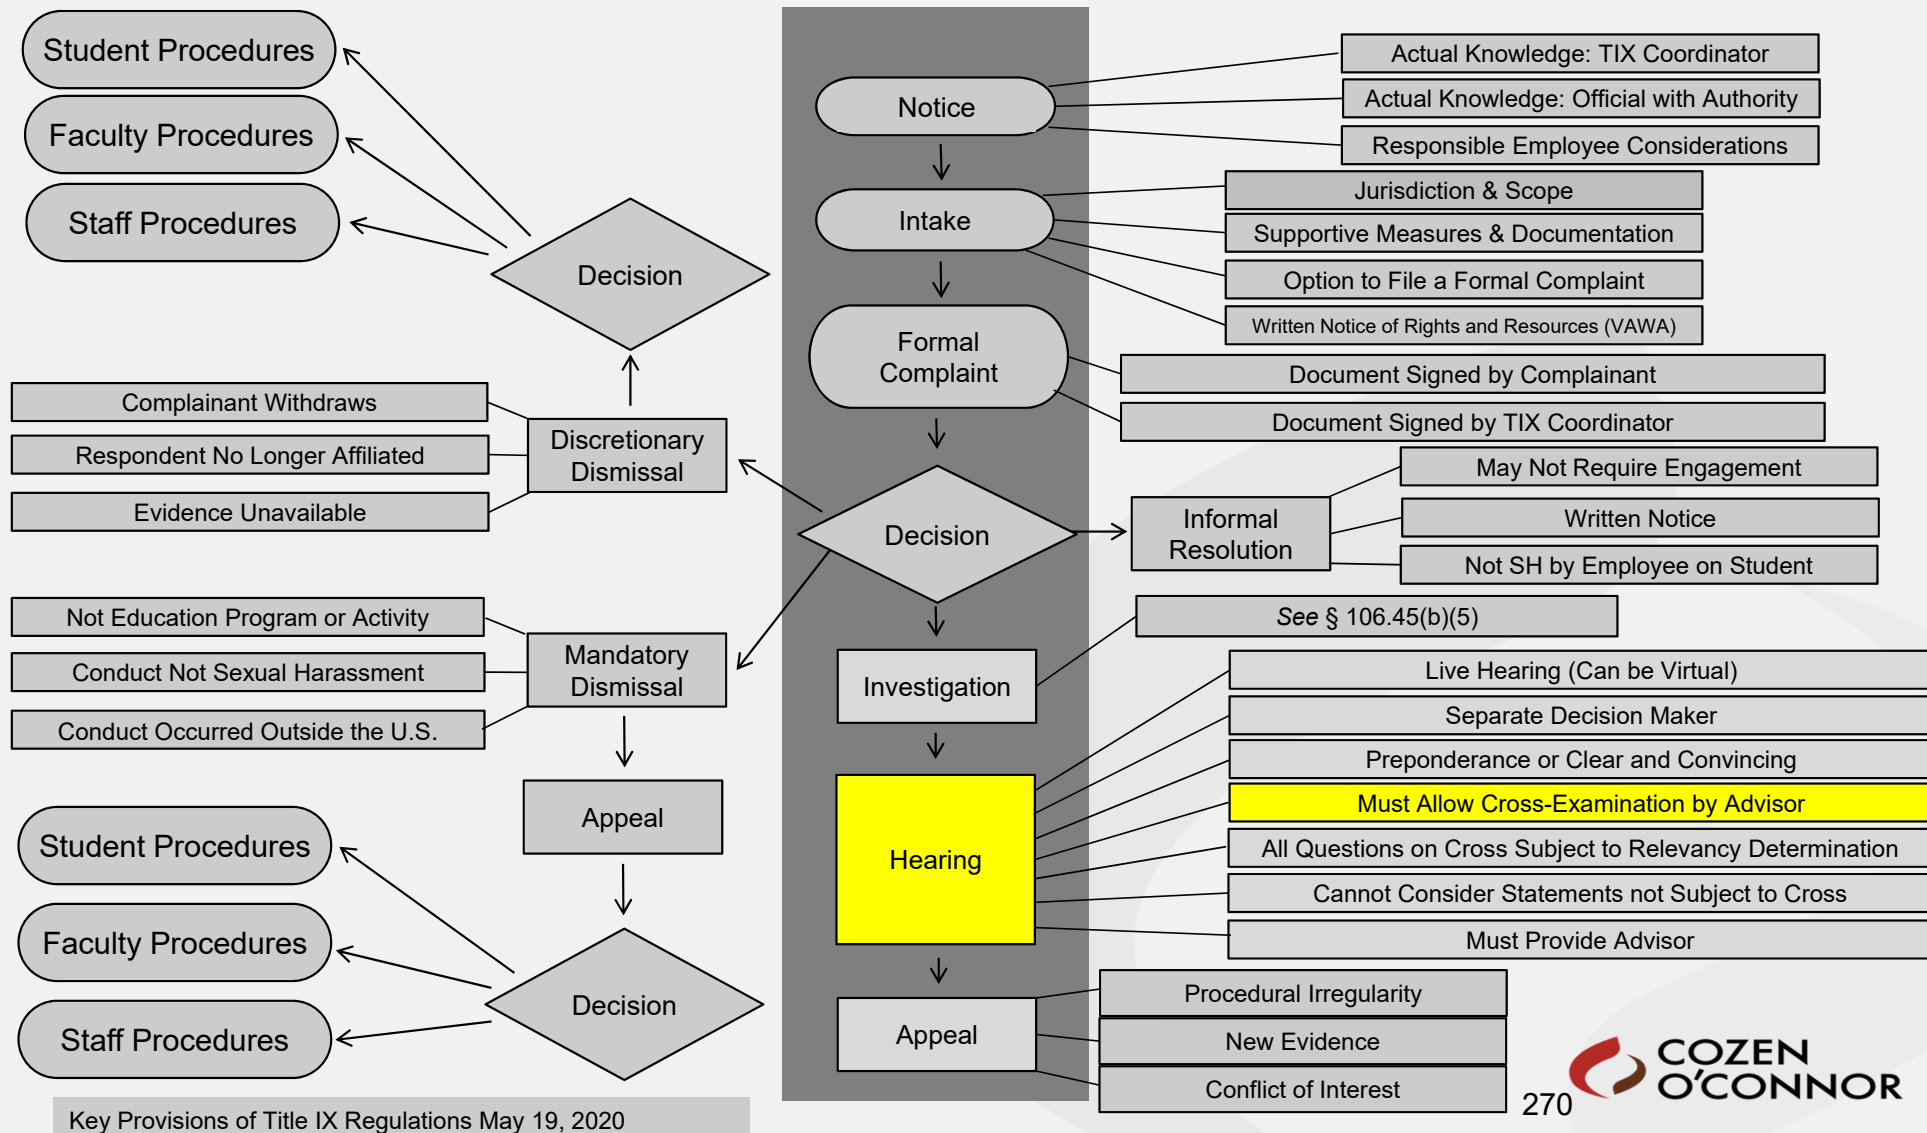 Student Procedures
Faculty Procedures
Staff Procedures
Decision
Complainant Withdraws
Respondent No Longer Affiliated
Evidence Unavailable
Discretionary
Dismissal
Not Education Program or Activity
Conduct Not Sexual Harassment
Conduct Occurred Outside the U.S.
Mandatory
Dismissal
Appeal
Student Procedures
Faculty Procedures
Staff Procedures
Decision
Key Provisions of Title IX Regulations May 19, 2020
Notice
Actual Knowledge: TIX Coordinator
Actual Knowledge: Official with Authority
Responsible Employee Considerations
Intake
Jurisdiction & Scope
Supportive Measures & Documentation
Option to File a Formal Complaint
Written Notice of Rights and Resources (VAWA)
Formal
Complaint
Document Signed by Complainant
Document Signed by TIX Coordinator
Decision
Informal
Resolution
May Not Require Engagement
Written Notice
Not SH by Employee on Student
Investigation
See § 106.45(b)(5)
Hearing
Live Hearing (Can be Virtual)
Separate Decision Maker
Preponderance or Clear and Convincing
Must Allow Cross-Examination by Advisor
All Questions on Cross Subject to Relevancy Determination
Cannot Consider Statements not Subject to Cross
Must Provide Advisor
Appeal
Procedural Irregularity
New Evidence
Conflict of Interest
270
COZEN
O'CONNOR